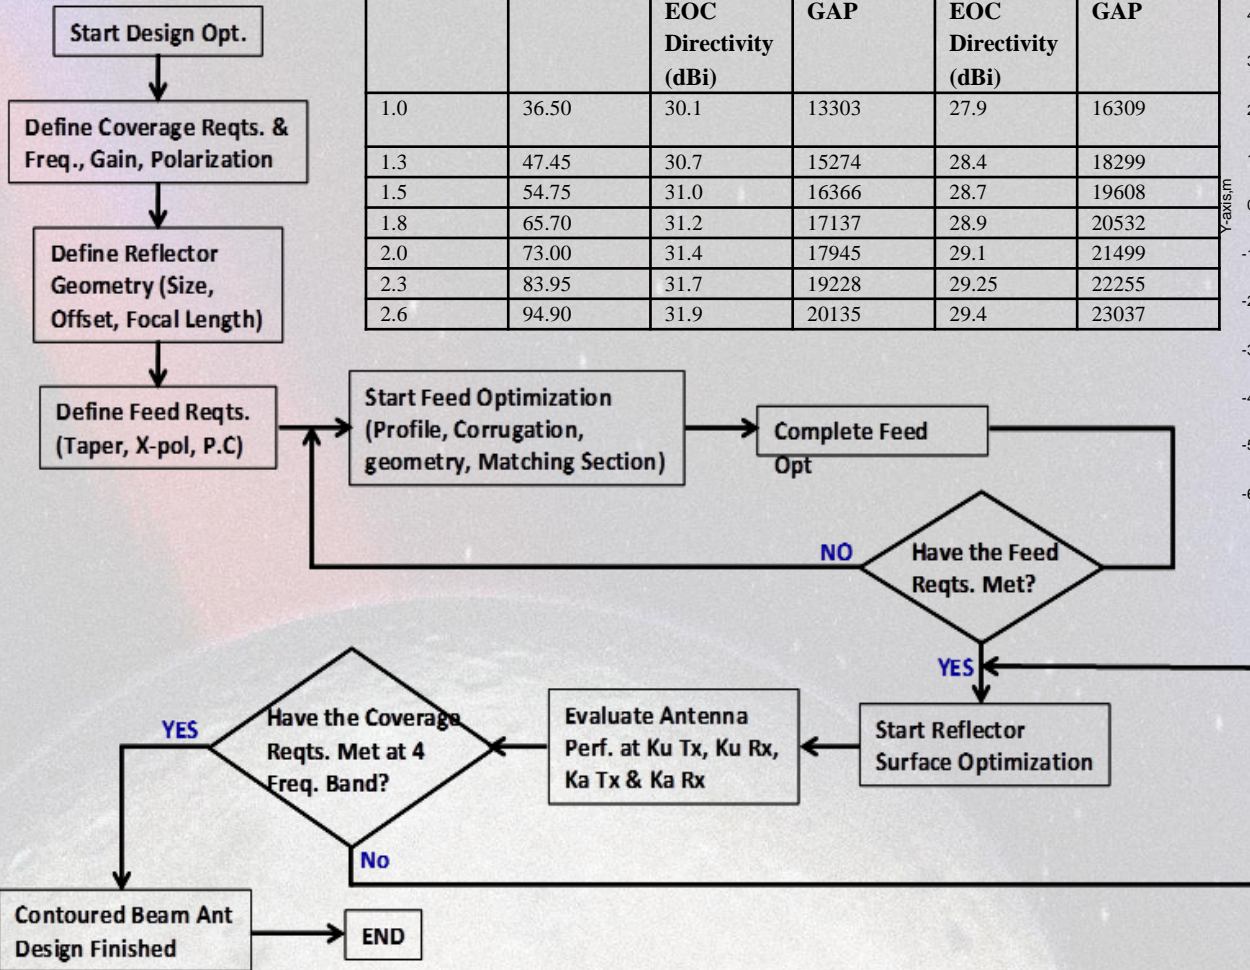 Start Design Opt.
Define Coverage Reqts. &
Freq., Gain, Polarization
Define Reflector
Geometry (Size,
Offset, Focal Length)
Define Feed Reqts.
(Taper, X-pol, P.C)
EOC
Directivity
(dBi)
GAP
EOC
Directivity
(dBi)
GAP
1.0 36.50 30.1 13303 27.9 16309
1.3 47.45 30.7 15274 28.4 18299
1.5 54.75 31.0 16366 28.7 19608
1.8 65.70 31.2 17137 28.9 20532
2.0 73.00 31.4 17945 29.1 21499
2.3 83.95 31.7 19228 29.25 22255
2.6 94.90 31.9 20135 29.4 23037
Y-axis,m
Start Feed Optimization
(Profile, Corrugation,
geometry, Matching Section)
Complete Feed
Opt
Have the Feed
Reqts. Met?
NO
YES
Start Reflector
Surface Optimization
Evaluate Antenna
Perf. at Ku Tx, Ku Rx,
Ka Tx & Ka Rx
Have the Coverage
Reqts. Met at 4
Freq. Band?
YES
No
Contoured Beam Ant
Design Finished
END